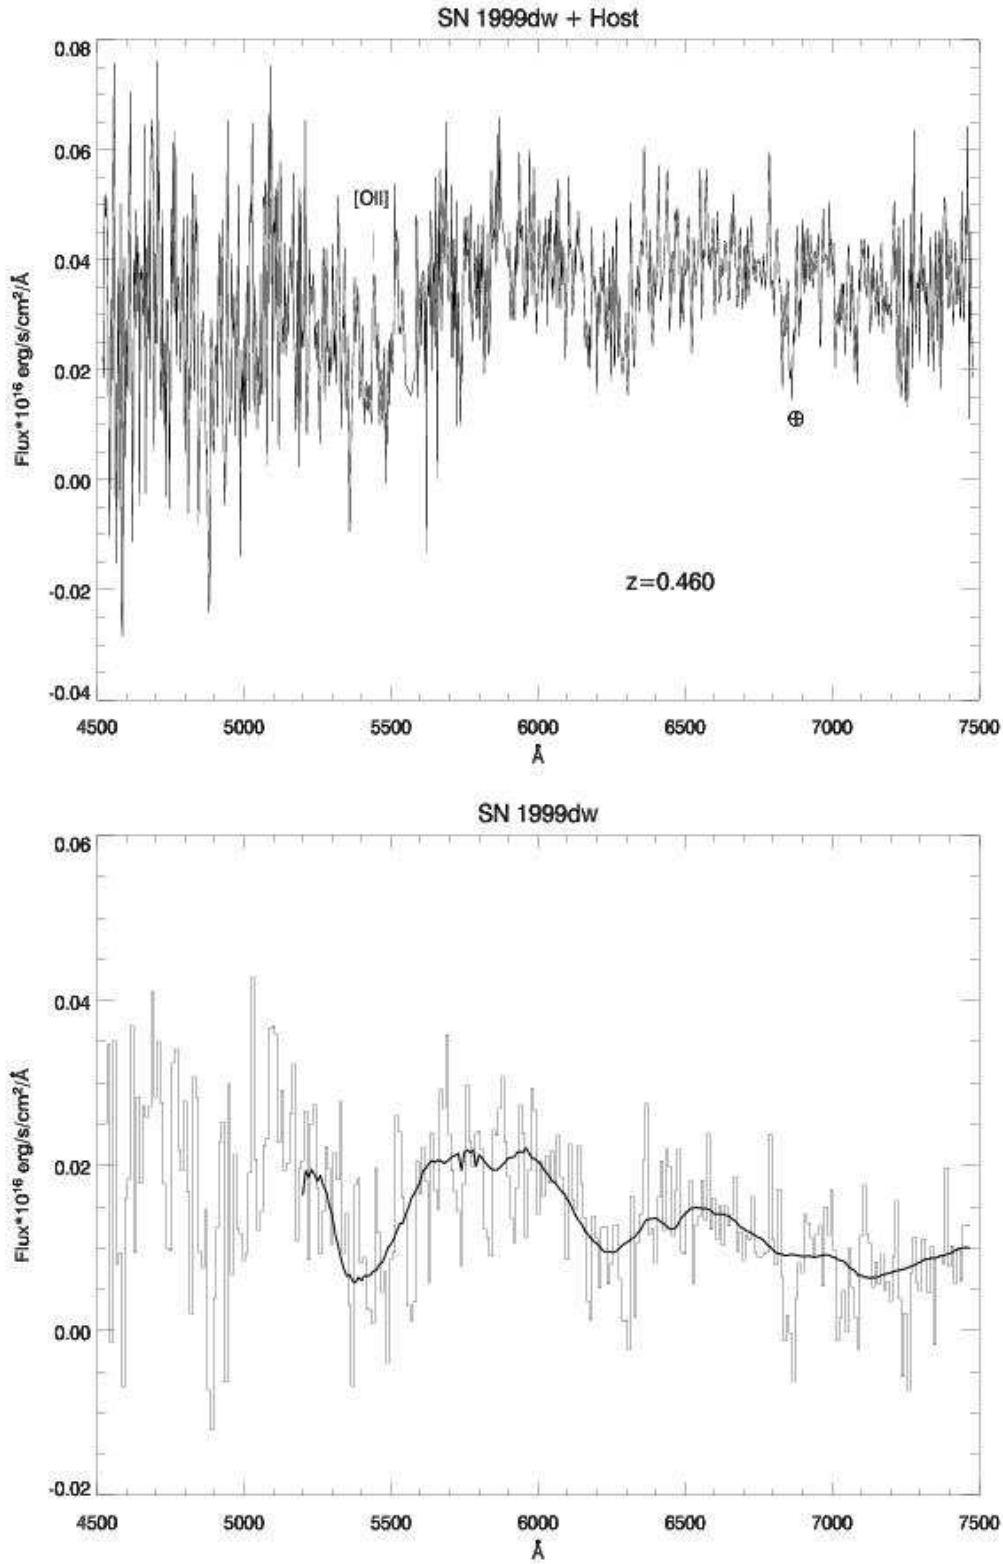 SN 1999dw + Host
0.08
0.06
0.04
0.02
0.00
-0.02
-0.04
Flux*10¹⁶ erg/s/cm²/Å
[OII]
⊕
z=0.460
4500 5000 5500 6000 6500 7000 7500
Å
SN 1999dw
0.06
0.04
0.02
0.00
-0.02
Flux*10¹⁶ erg/s/cm²/Å
4500 5000 5500 6000 6500 7000 7500
Å